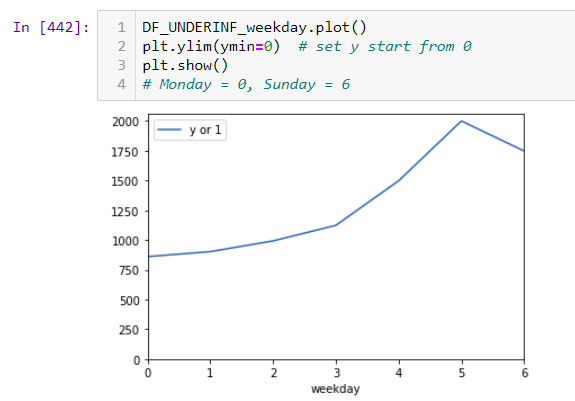 In [442]:
1 DF_UNDERINF_weekday.plot()
2 plt.ylim(ymin=0)  # set y start from 0
3 plt.show()
4 # Monday = 0, Sunday = 6
y or 1
2000
1750
1500
1250
1000
750
500
250
0
0 1 2 3 4 5 6
weekday